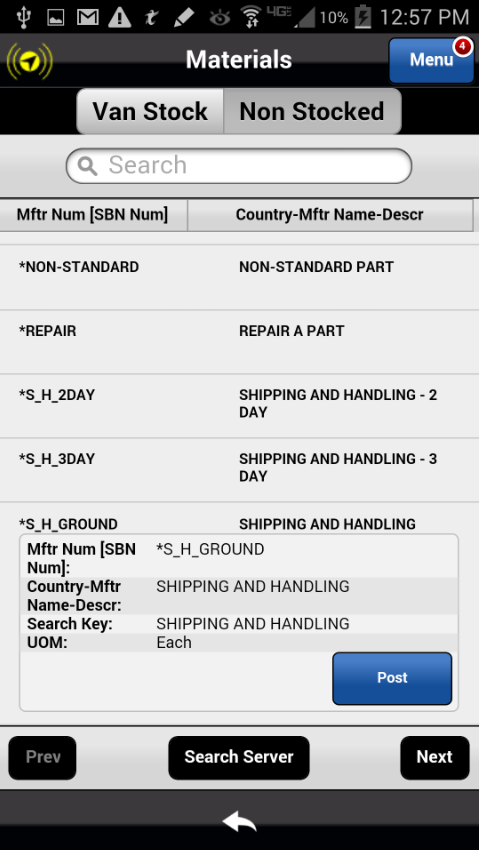 4G 10% 12:57 PM
Materials
Menu
4
Van Stock Non Stocked
Search
Mftr Num [SBN Num] Country-Mftr Name-Descr
*NON-STANDARD NON-STANDARD PART
*REPAIR REPAIR A PART
*S_H_2DAY SHIPPING AND HANDLING - 2
DAY
*S_H_3DAY SHIPPING AND HANDLING - 3
DAY
*S_H_GROUND SHIPPING AND HANDLING
Mftr Num [SBN *S_H_GROUND
Num]:
Country-Mftr SHIPPING AND HANDLING
Name-Descr:
Search Key: SHIPPING AND HANDLING
UOM: Each
Post
Prev Search Server Next